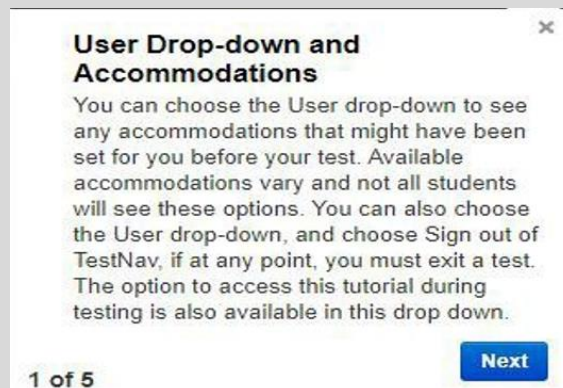 User Drop-down and
Accommodations
You can choose the User drop-down to see
any accommodations that might have been
set for you before your test. Available
accommodations vary and not all students
will see these options. You can also choose
the User drop-down, and choose Sign out of
TestNav, if at any point, you must exit a test.
The option to access this tutorial during
testing is also available in this drop down.
Next
1 of 5